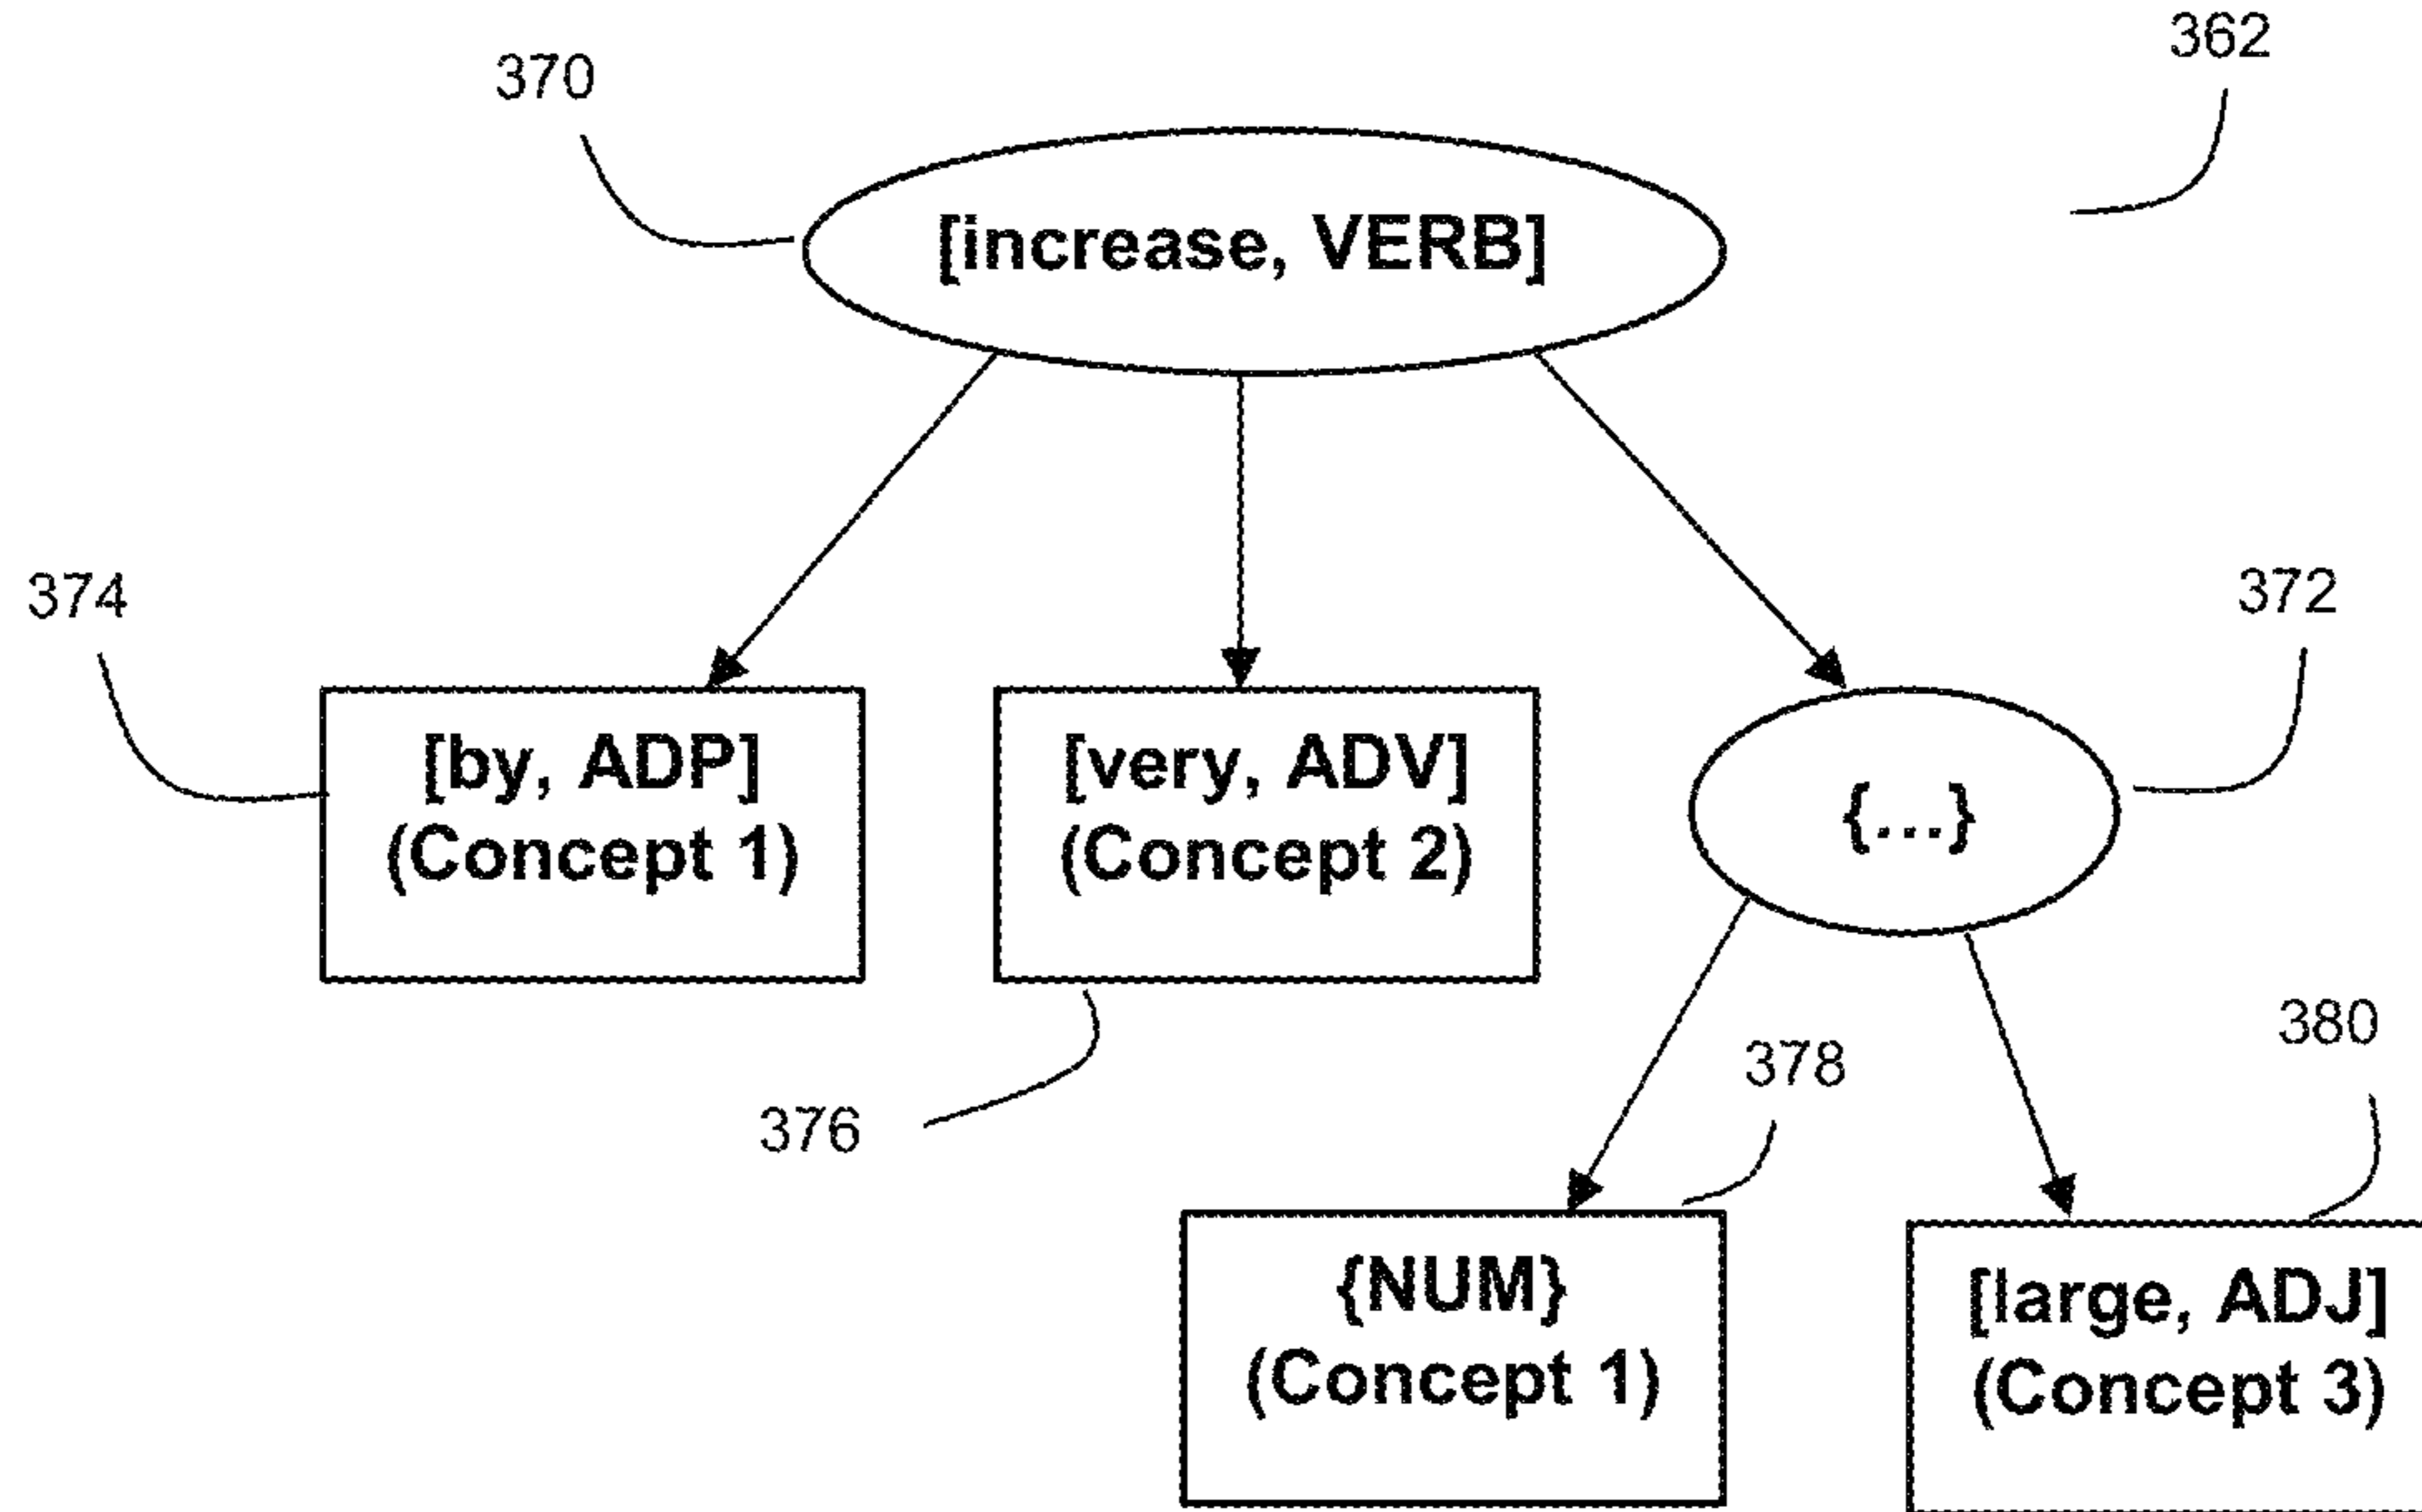 362
370
[increase, VERB]
374
372
[by, ADP]
(Concept 1)
[very, ADV]
(Concept 2)
{...}
376
378
380
{NUM}
(Concept 1)
[large, ADJ]
(Concept 3)